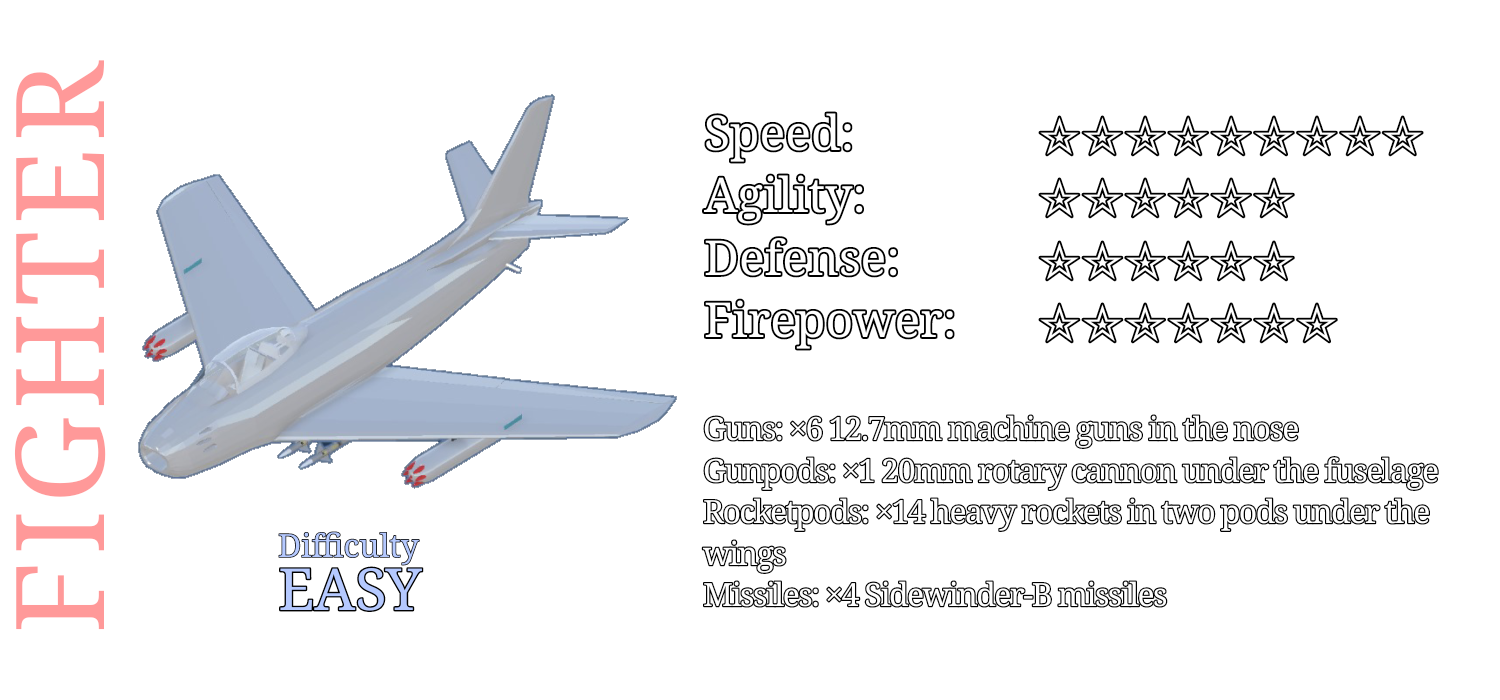 FIGHTER
Speed: ☆☆☆☆☆☆☆☆☆
Agility: ☆☆☆☆☆☆
Defense: ☆☆☆☆☆☆
Firepower: ☆☆☆☆☆☆☆
Guns: ×6 12.7mm machine guns in the nose
Gunpods: ×1 20mm rotary cannon under the fuselage
Rocketpods: ×14 heavy rockets in two pods under the
wings
Missiles: ×4 Sidewinder-B missiles
Difficulty
EASY